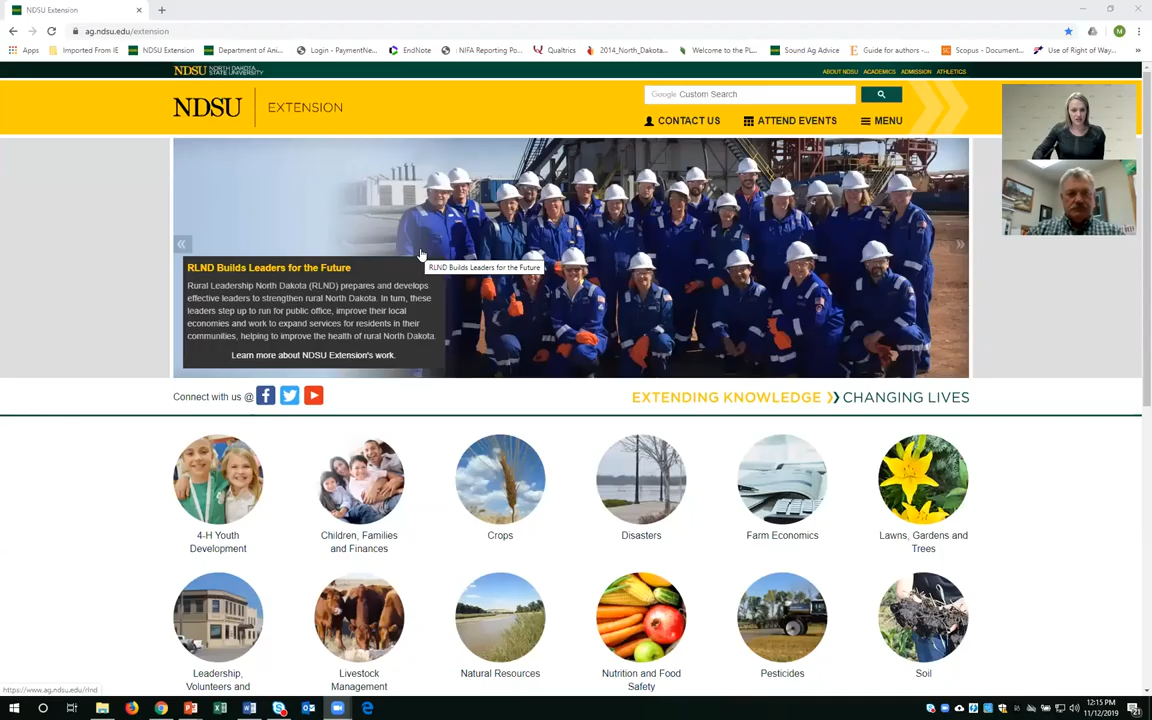 NDSU Extension
ag.ndsu.edu/extension
M
Apps
Imported From IE
NDSU Extension
Department of Ani...
Login - PaymentNe...
EndNote
NIFA Reporting Po...
Qualtrics
2014_North_Dakota...
Welcome to the PL...
Sound Ag Advice
Guide for authors -...
Scopus - Document...
Use of Right of Way...
NDSU NORTH DAKOTA STATE UNIVERSITY
ABOUT NDSU ACADEMICS ADMISSION ATHLETICS
NDSU EXTENSION
Google Custom Search
CONTACT US
ATTEND EVENTS
MENU
RLND Builds Leaders for the Future
RLND Builds Leaders for the Future
Rural Leadership North Dakota (RLND) prepares and develops
effective leaders to strengthen rural North Dakota. In turn, these
leaders step up to run for public office, improve their local
economies and work to expand services for residents in their
communities, helping to improve the health of rural North Dakota.
Learn more about NDSU Extension's work.
Connect with us @
EXTENDING KNOWLEDGE CHANGING LIVES
4-H Youth
Development
Children, Families
and Finances
Crops
Disasters
Farm Economics
Lawns, Gardens and
Trees
Leadership,
Volunteers and
Livestock
Management
Natural Resources
Nutrition and Food
Safety
Pesticides
Soil
https://www.ag.ndsu.edu/rlnd
12:15 PM
11/12/2019
21